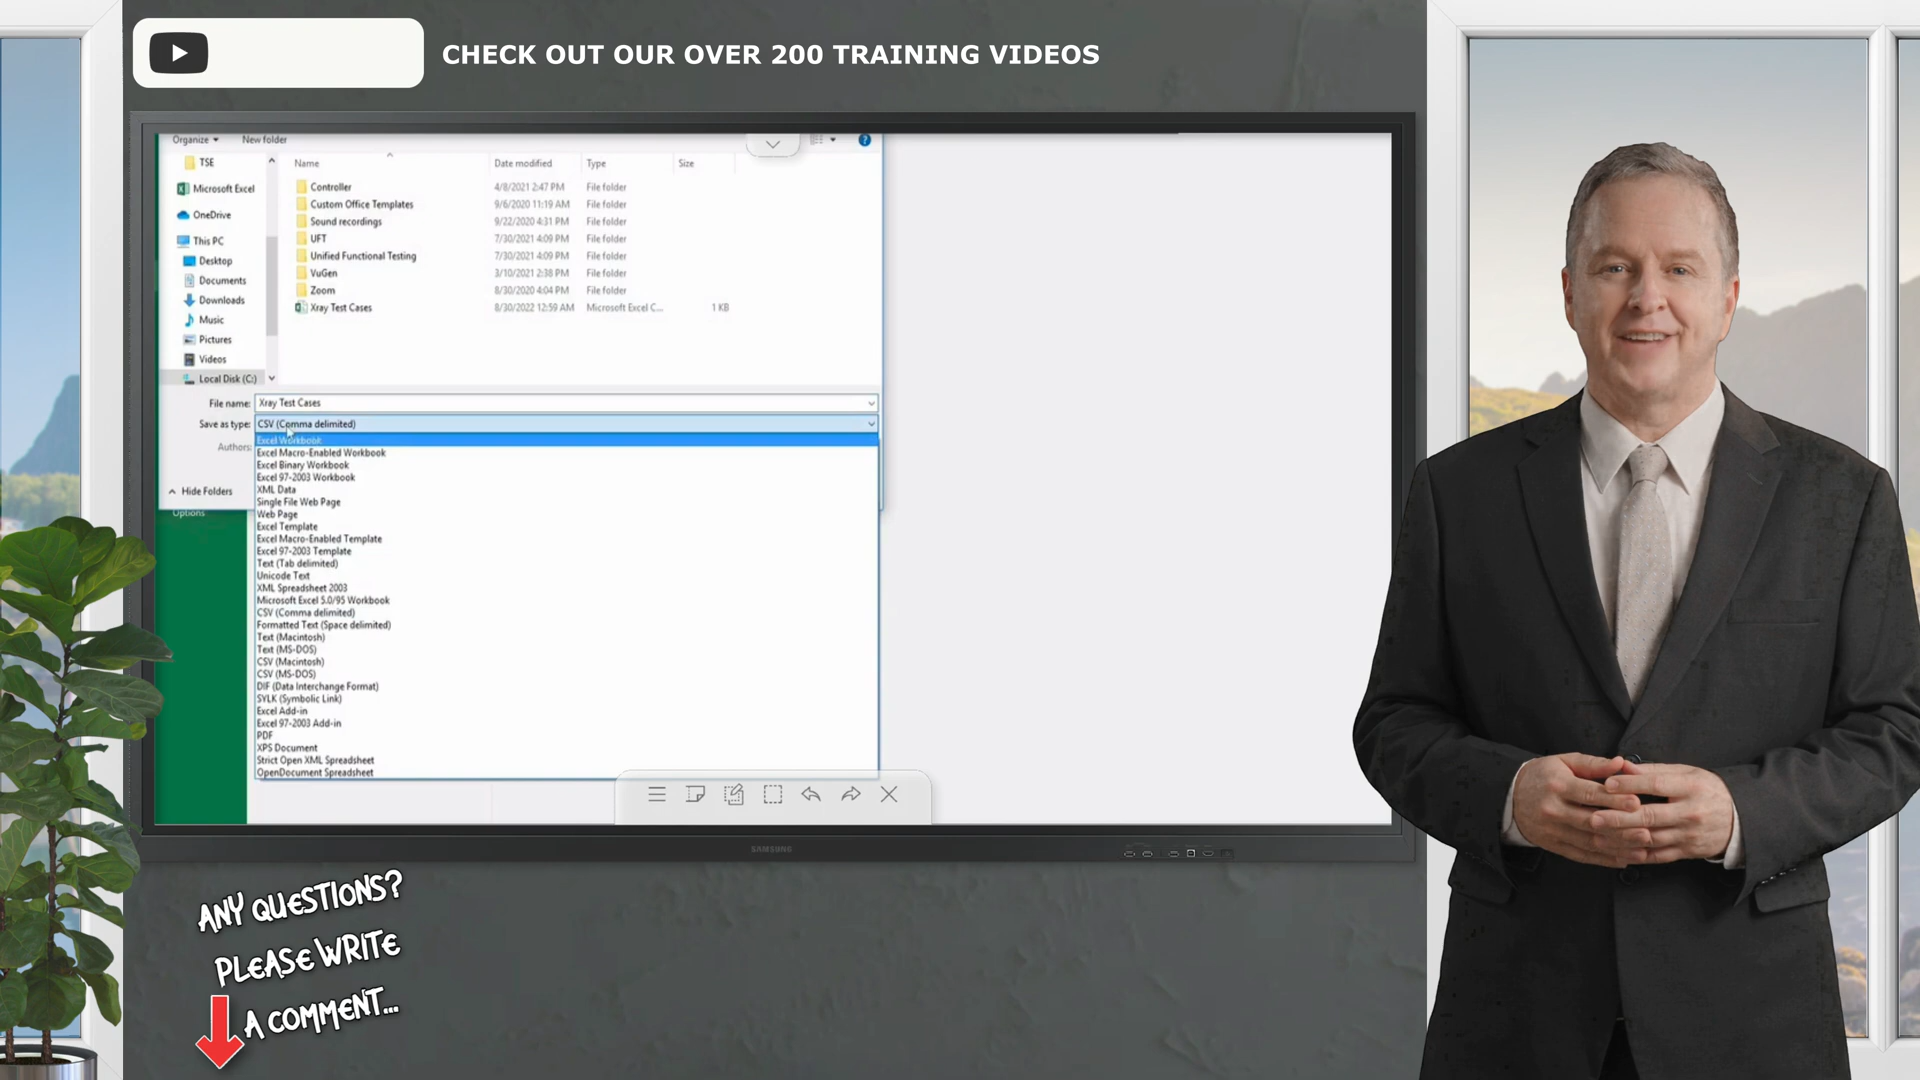 CHECK OUT OUR OVER 200 TRAINING VIDEOS
Organize New folder
Name Date modified Type Size
TSE
Microsoft Excel
OneDrive
This PC
Desktop
Documents
Downloads
Music
Pictures
Videos
Local Disk (C:)
Controller 4/8/2021 2:47 PM File folder
Custom Office Templates 9/6/2020 11:19 AM File folder
Sound recordings 9/22/2020 4:31 PM File folder
UFT 7/30/2021 4:09 PM File folder
Unified Functional Testing 7/30/2021 4:09 PM File folder
VuGen 3/10/2021 2:38 PM File folder
Zoom 8/30/2020 4:04 PM File folder
Xray Test Cases 8/30/2022 12:59 AM Microsoft Excel C... 1 KB
File name: Xray Test Cases
Save as type: CSV (Comma delimited)
Authors:
Hide Folders
Options
Excel Workbook
Excel Macro-Enabled Workbook
Excel Binary Workbook
Excel 97-2003 Workbook
XML Data
Single File Web Page
Web Page
Excel Template
Excel Macro-Enabled Template
Excel 97-2003 Template
Text (Tab delimited)
Unicode Text
XML Spreadsheet 2003
Microsoft Excel 5.0/95 Workbook
CSV (Comma delimited)
Formatted Text (Space delimited)
Text (Macintosh)
Text (MS-DOS)
CSV (Macintosh)
CSV (MS-DOS)
DIF (Data Interchange Format)
SYLK (Symbolic Link)
Excel Add-in
Excel 97-2003 Add-in
PDF
XPS Document
Strict Open XML Spreadsheet
OpenDocument Spreadsheet
SAMSUNG
ANY QUESTIONS?
PLEASE WRITE
A COMMENT...